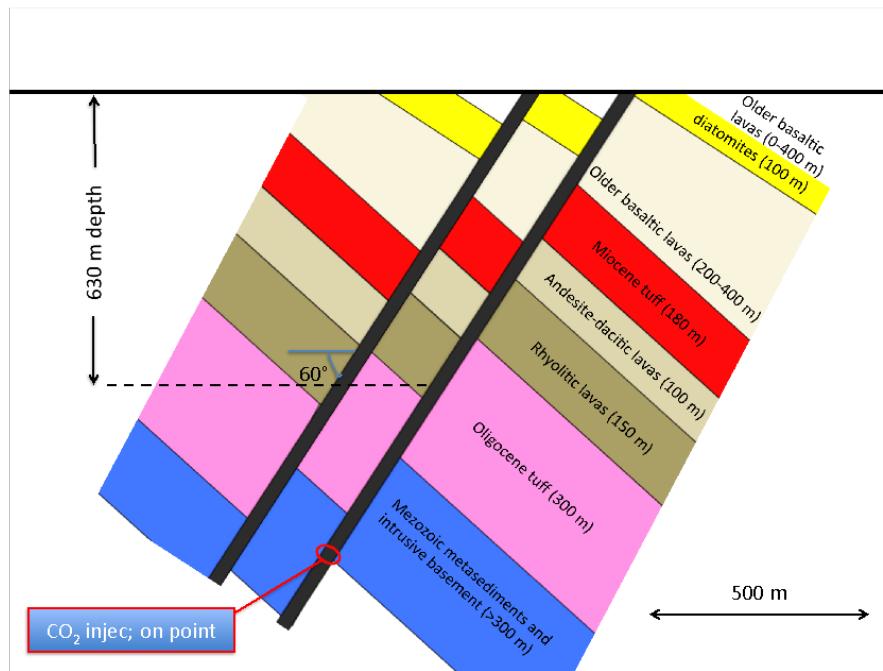 Older basaltic
lavas (0-400 m)
diatomites (100 m)
Older basaltic lavas (200-400 m)
Miocene tuff (180 m)
Andesite-dacitic lavas (100 m)
Rhyolitic lavas (150 m)
Oligocene tuff (300 m)
Mezozoic metasediments and
intrusive basement (>300 m)
630 m depth
60°
500 m
CO₂ injec; on point